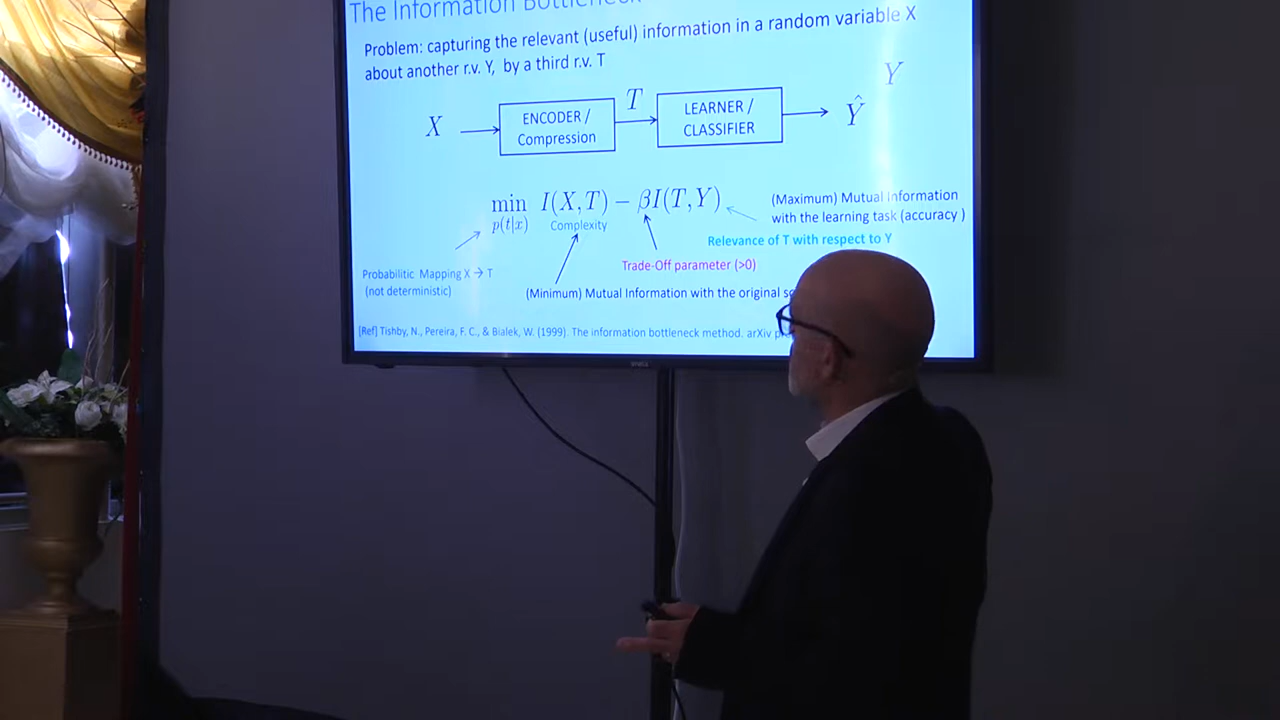 The Information Bottleneck
Problem: capturing the relevant (useful) information in a random variable X
about another r.v. Y, by a third r.v. T
Y
X
ENCODER /
Compression
T
LEARNER /
CLASSIFIER
Ŷ
min I(X,T) − βI(T,Y)
p(t|x)
Complexity
(Maximum) Mutual Information
with the learning task (accuracy )
Relevance of T with respect to Y
Trade-Off parameter (>0)
Probabilitic Mapping X → T
(not deterministic)
(Minimum) Mutual Information with the original
[Ref] Tishby, N., Pereira, F. C., & Bialek, W. (1999). The information bottleneck method. arXiv